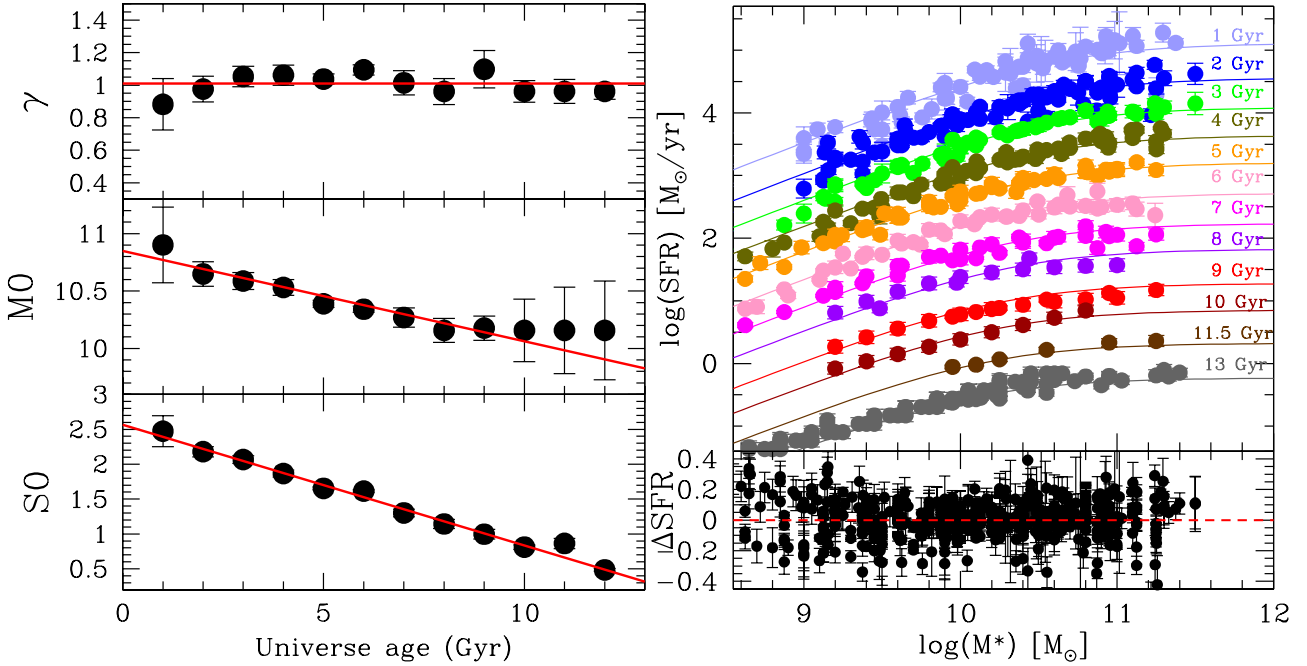 1.4
1.2
1
0.8
0.6
0.4
γ
11
10.5
10
3
M0
2.5
2
1.5
1
0.5
S0
0
5
10
Universe age (Gyr)
4
2
0
log(SFR) [M⊙/yr]
1 Gyr
2 Gyr
3 Gyr
4 Gyr
5 Gyr
6 Gyr
7 Gyr
8 Gyr
9 Gyr
10 Gyr
11.5 Gyr
13 Gyr
0.4
0.2
0
−0.2
−0.4
|ΔSFR
9
10
11
12
log(M*) [M⊙]